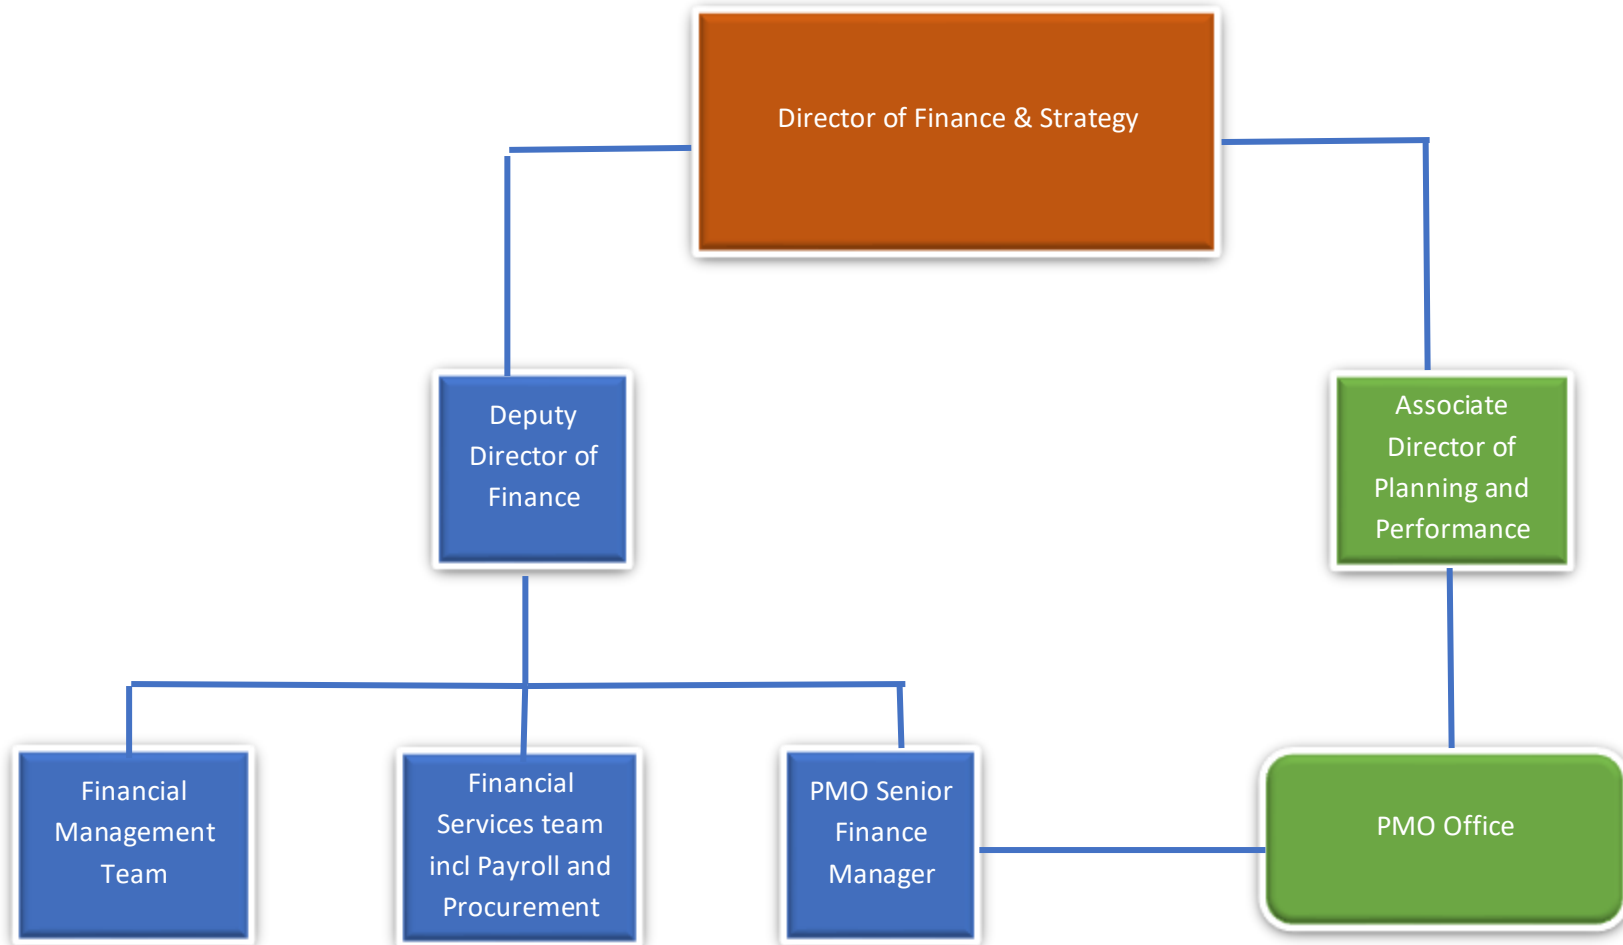 Director of Finance & Strategy
Deputy
Director of
Finance
Associate
Director of
Planning and
Performance
Financial
Management
Team
Financial
Services team
incl Payroll and
Procurement
PMO Senior
Finance
Manager
PMO Office